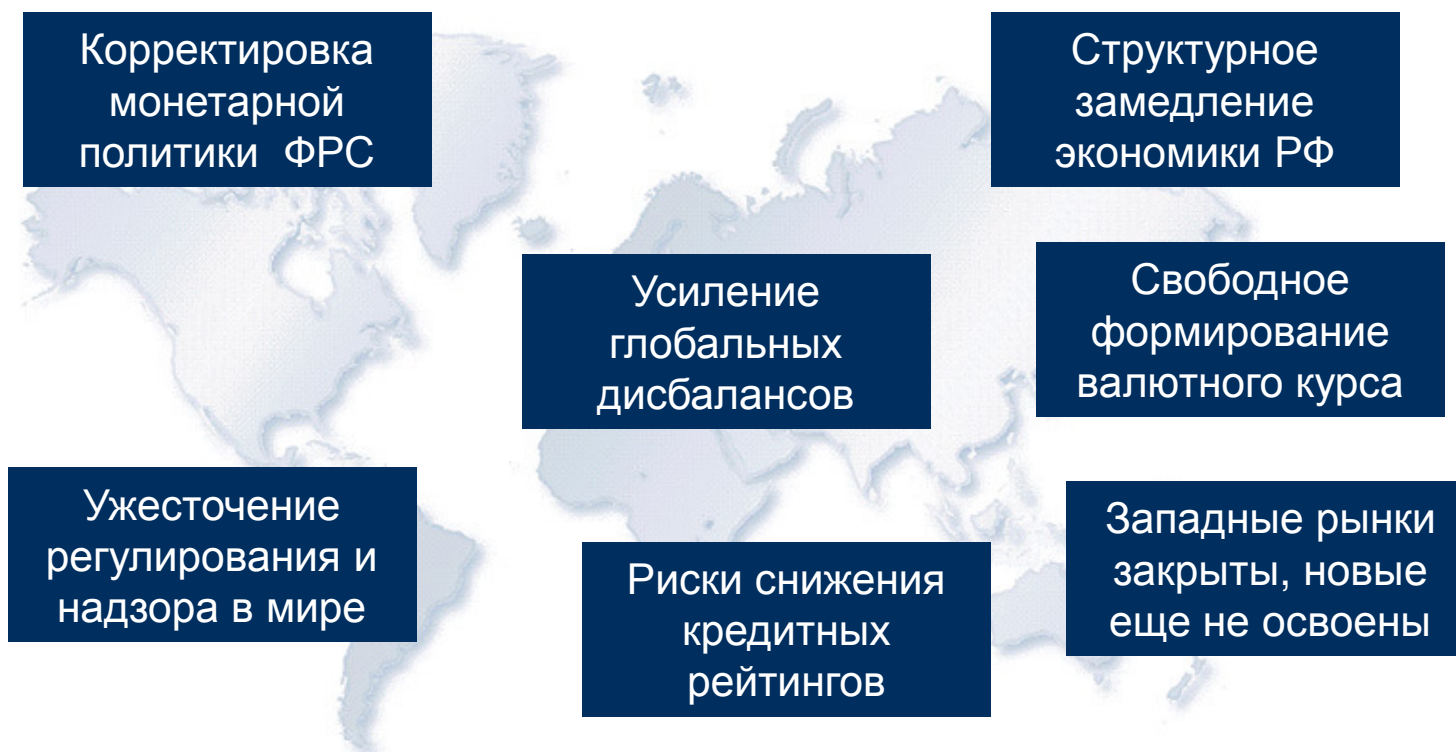 Корректировка
монетарной
политики ФРС
Структурное
замедление
экономики РФ
Усиление
глобальных
дисбалансов
Свободное
формирование
валютного курса
Ужесточение
регулирования и
надзора в мире
Риски снижения
кредитных
рейтингов
Западные рынки
закрыты, новые
еще не освоены